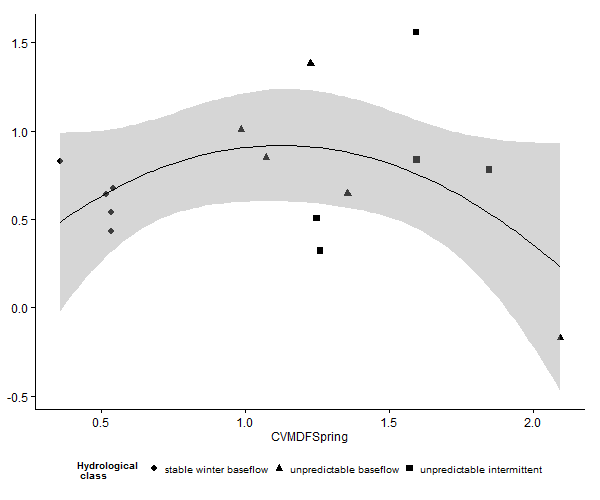 1.5
1.0
0.5
0.0
-0.5
0.5 1.0 1.5 2.0
CVMDFSpring
Hydrological
class
stable winter baseflow unpredictable baseflow unpredictable intermittent